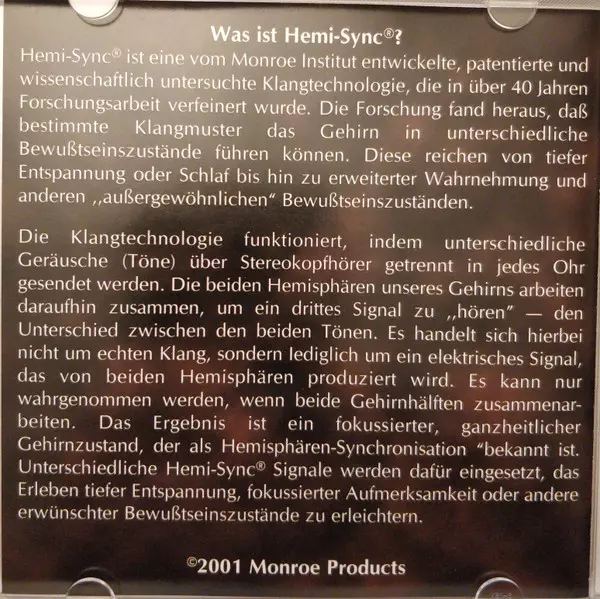 Was ist Hemi-Sync®?
Hemi-Sync® ist eine vom Monroe Institut entwickelte, patentierte und
wissenschaftlich untersuchte Klangtechnologie, die in über 40 Jahren
Forschungsarbeit verfeinert wurde. Die Forschung fand heraus, daß
bestimmte Klangmuster das Gehirn in unterschiedliche
Bewußtseinszustände führen können. Diese reichen von tiefer
Entspannung oder Schlaf bis hin zu erweiterter Wahrnehmung und
anderen ,,außergewöhnlichen“ Bewußtseinszuständen.
Die Klangtechnologie funktioniert, indem unterschiedliche
Geräusche (Töne) über Stereokopfhörer getrennt in jedes Ohr
gesendet werden. Die beiden Hemisphären unseres Gehirns arbeiten
daraufhin zusammen, um ein drittes Signal zu ,,hören” — den
Unterschied zwischen den beiden Tönen. Es handelt sich hierbei
nicht um echten Klang, sondern lediglich um ein elektrisches Signal,
das von beiden Hemisphären produziert wird. Es kann nur
wahrgenommen werden, wenn beide Gehirnhälften zusammenar-
beiten. Das Ergebnis ist ein fokussierter, ganzheitlicher
Gehirnzustand, der als Hemisphären-Synchronisation “bekannt ist.
Unterschiedliche Hemi-Sync® Signale werden dafür eingesetzt, das
Erleben tiefer Entspannung, fokussierter Aufmerksamkeit oder andere
erwünschter Bewußtseinszustände zu erleichtern.
©2001 Monroe Products